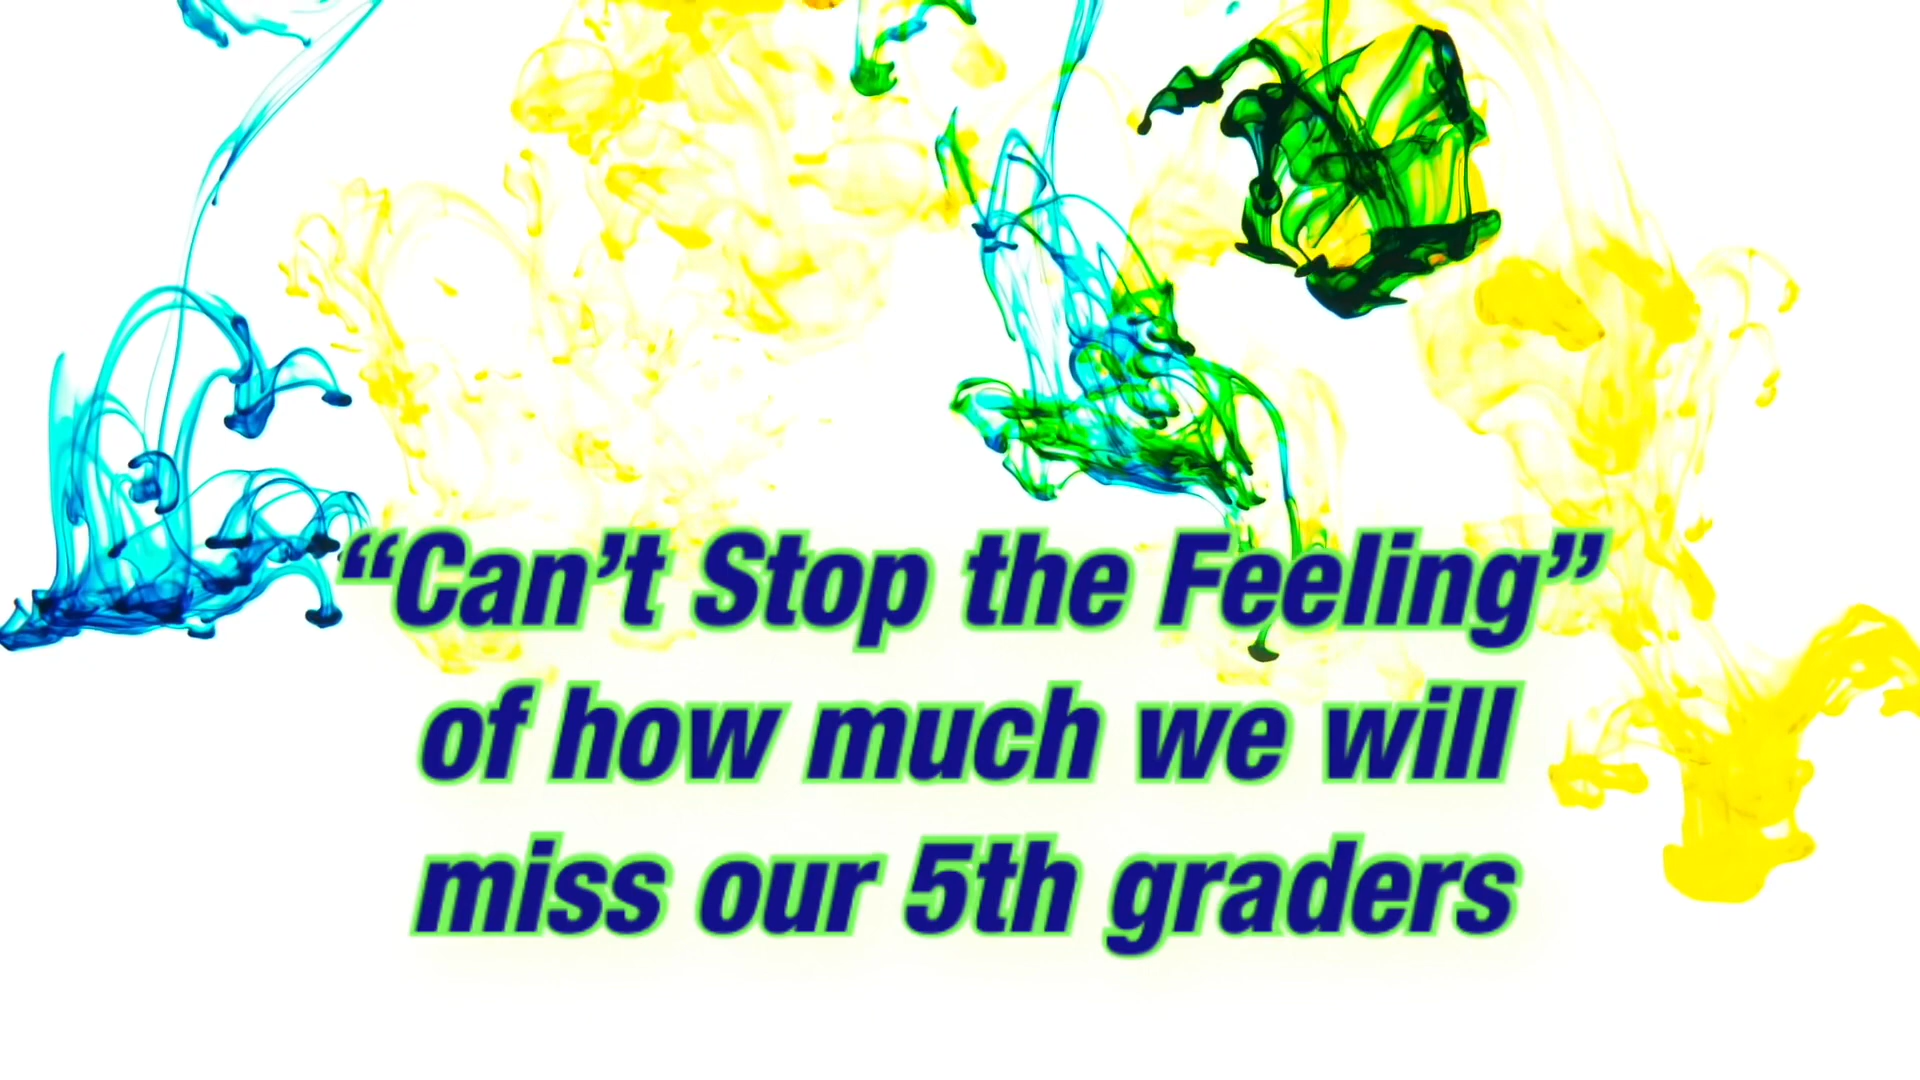 “Can’t Stop the Feeling”
of how much we will
miss our 5th graders